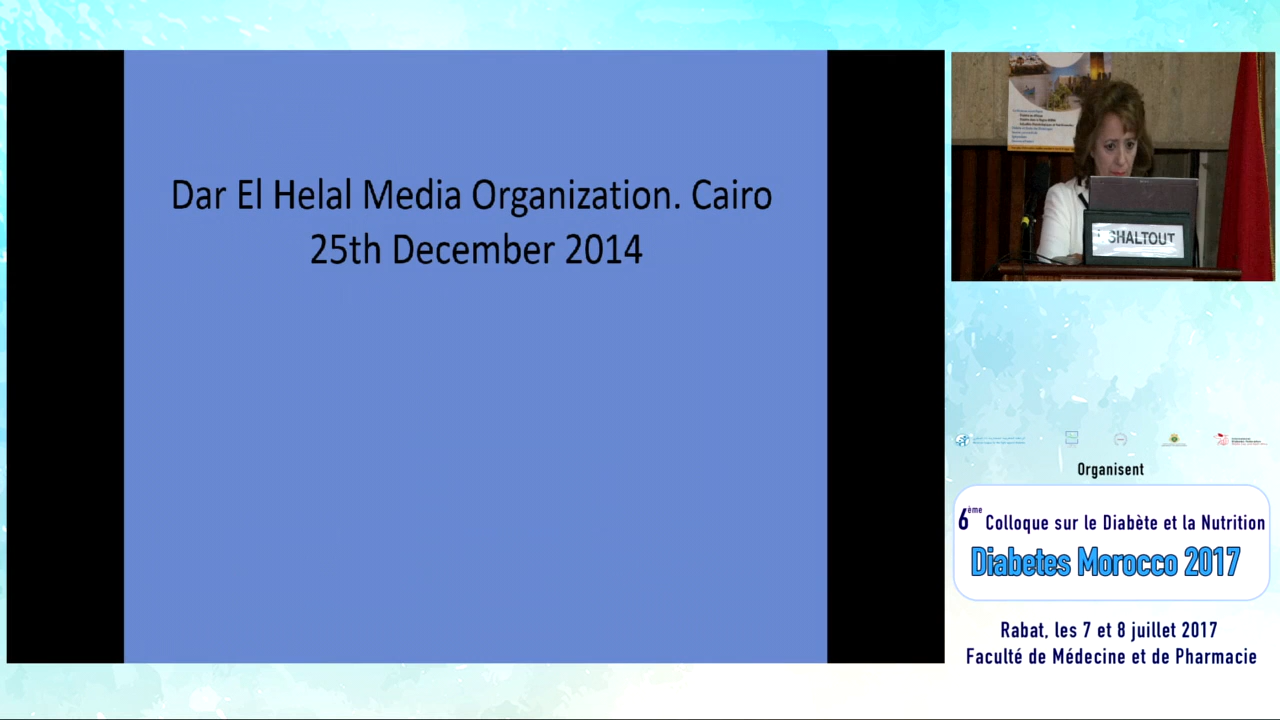 Dar El Helal Media Organization. Cairo
25th December 2014
SHALTOUT
Organisent
6ème Colloque sur le Diabète et la Nutrition
Diabetes Morocco 2017
Rabat, les 7 et 8 juillet 2017
Faculté de Médecine et de Pharmacie